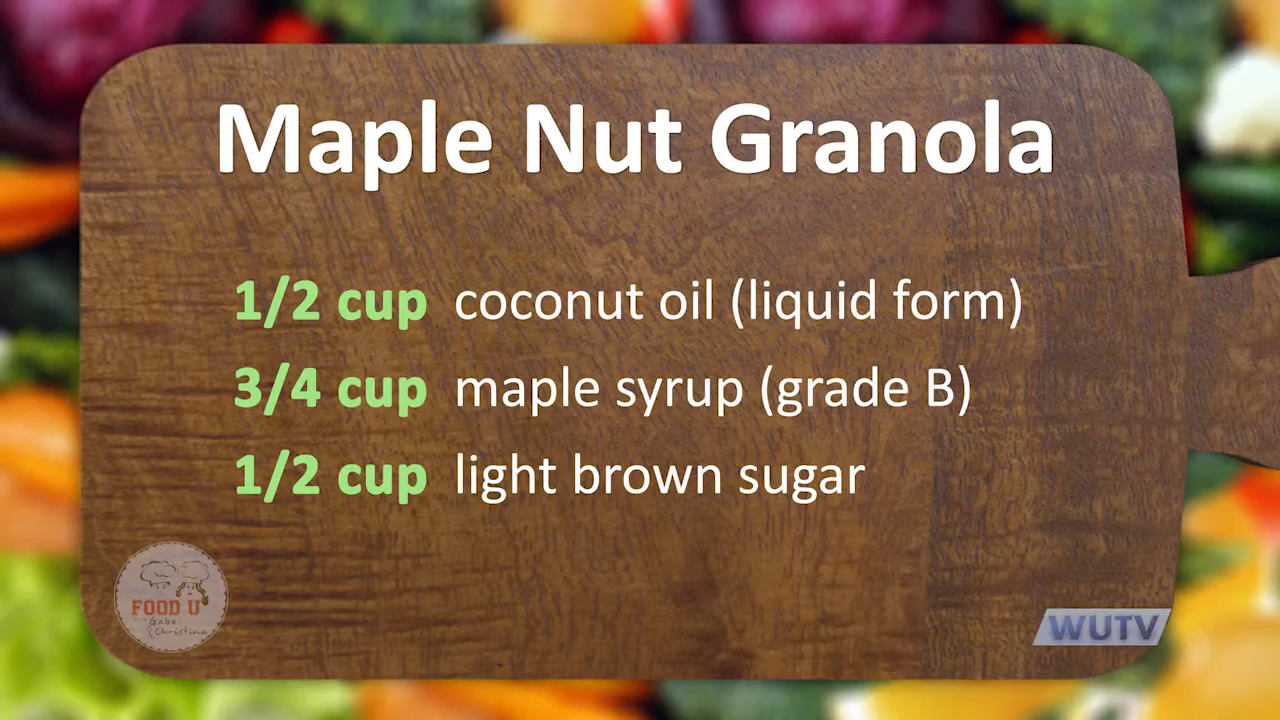 Maple Nut Granola
1/2 cup coconut oil (liquid form)
3/4 cup maple syrup (grade B)
1/2 cup light brown sugar
FOOD U
Gabe
& Christina
WUTV